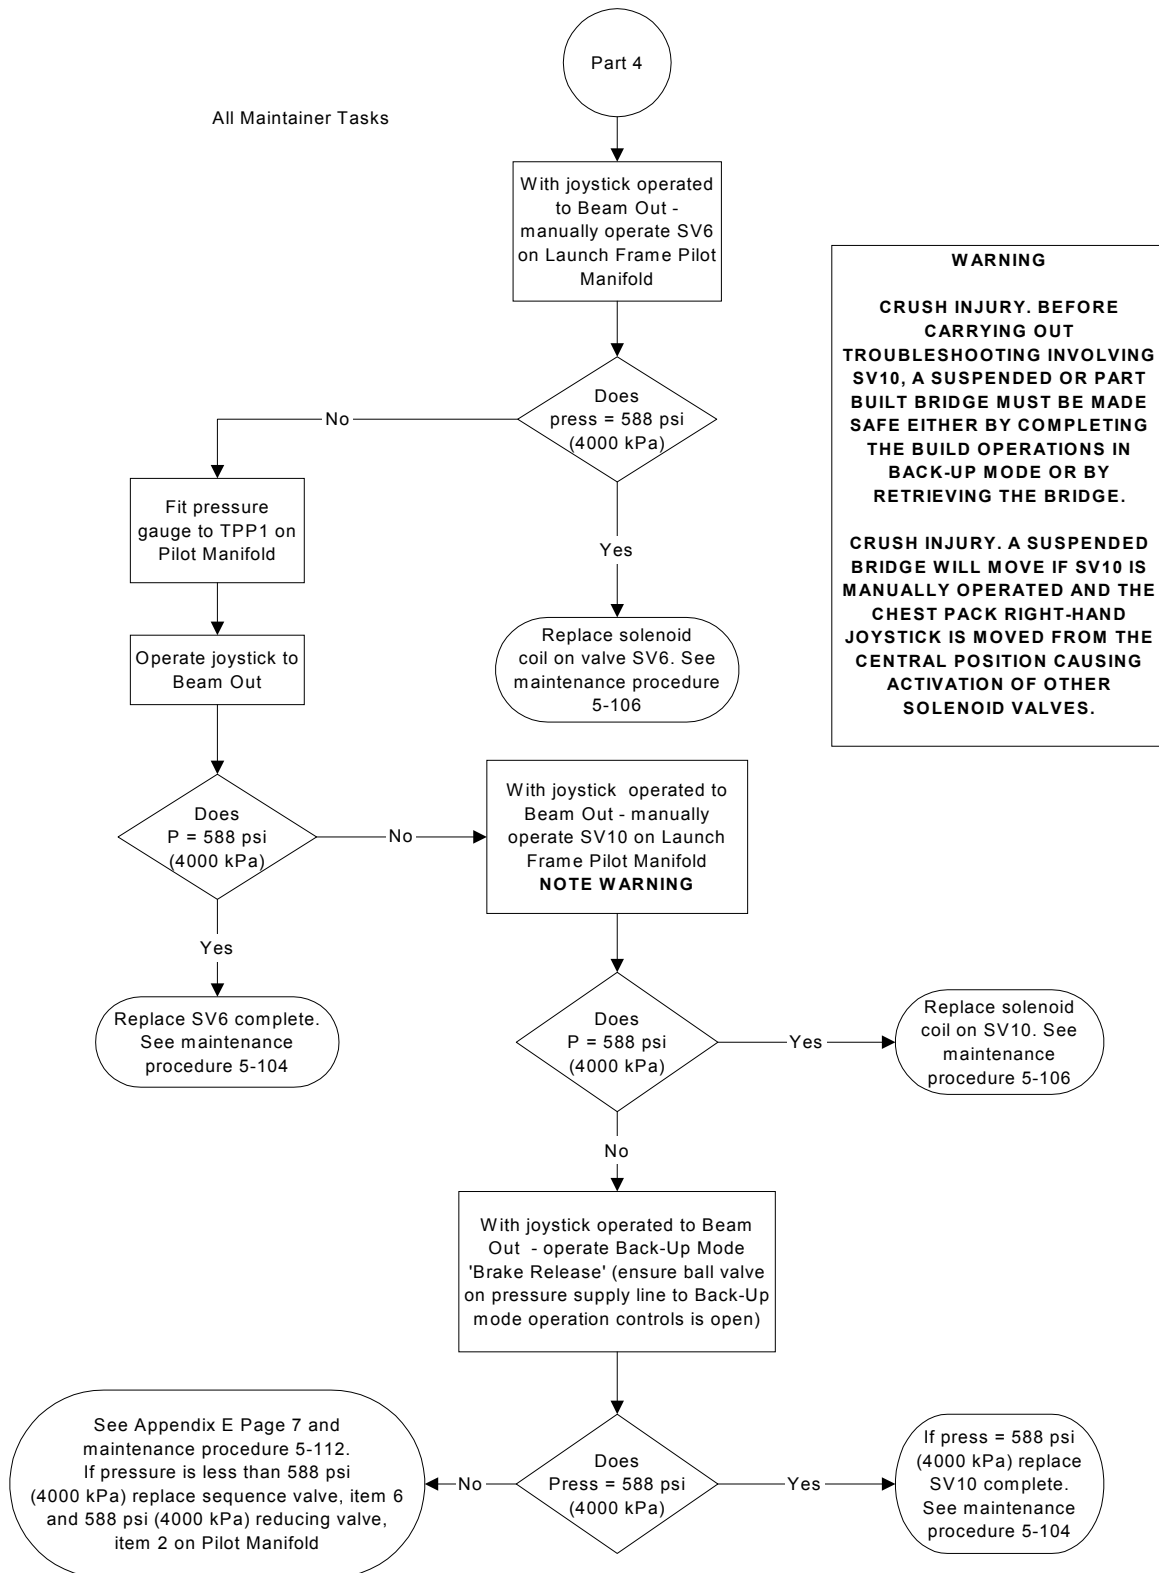 Part 4
All Maintainer Tasks
With joystick operated
to Beam Out -
manually operate SV6
on Launch Frame Pilot
Manifold
WARNING
CRUSH INJURY. BEFORE
CARRYING OUT
TROUBLESHOOTING INVOLVING
SV10, A SUSPENDED OR PART
BUILT BRIDGE MUST BE MADE
SAFE EITHER BY COMPLETING
THE BUILD OPERATIONS IN
BACK-UP MODE OR BY
RETRIEVING THE BRIDGE.
CRUSH INJURY. A SUSPENDED
BRIDGE WILL MOVE IF SV10 IS
MANUALLY OPERATED AND THE
CHEST PACK RIGHT-HAND
JOYSTICK IS MOVED FROM THE
CENTRAL POSITION CAUSING
ACTIVATION OF OTHER
SOLENOID VALVES.
Does
press = 588 psi
(4000 kPa)
No
Yes
Fit pressure
gauge to TPP1 on
Pilot Manifold
Replace solenoid
coil on valve SV6. See
maintenance procedure
5-106
Operate joystick to
Beam Out
Does
P = 588 psi
(4000 kPa)
No
Yes
With joystick operated to
Beam Out - manually
operate SV10 on Launch
Frame Pilot Manifold
NOTE WARNING
Replace SV6 complete.
See maintenance
procedure 5-104
Does
P = 588 psi
(4000 kPa)
Yes
Replace solenoid
coil on SV10. See
maintenance
procedure 5-106
No
With joystick operated to Beam
Out - operate Back-Up Mode
'Brake Release' (ensure ball valve
on pressure supply line to Back-Up
mode operation controls is open)
Does
Press = 588 psi
(4000 kPa)
No
See Appendix E Page 7 and
maintenance procedure 5-112.
If pressure is less than 588 psi
(4000 kPa) replace sequence valve, item 6
and 588 psi (4000 kPa) reducing valve,
item 2 on Pilot Manifold
Yes
If press = 588 psi
(4000 kPa) replace
SV10 complete.
See maintenance
procedure 5-104